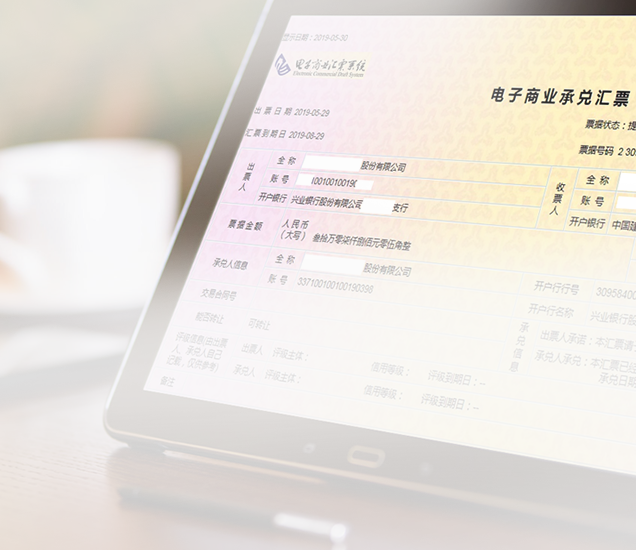 显示日期：2019-05-30
电子商业汇票系统
Electronic Commercial Draft System
电子商业承兑汇票
出票日期 2019-05-29
票据状态：提
汇票到期日 2019-08-29
票据号码 2 30
出票人
全称 股份有限公司
账号 10010010019
开户银行 兴业银行股份有限公司 支行
收票人
全称
账号
开户银行 中国建
票据金额 人民币（大写） 叁拾万零柒仟捌佰元零伍角整
承兑人信息
全称 股份有限公司
账号 337100100100190398
开户行行号 3095840
开户行名称 兴业银行股
交易合同号
能否转让 可转让
承兑信息
出票人承诺：本汇票请
承兑人承兑：本汇票已经
承兑日期
评级信息(由出票人、承兑人自己记载，仅供参考)
出票人 评级主体： 信用等级： 评级到期日：--
承兑人 评级主体： 信用等级： 评级到期日：--
备注